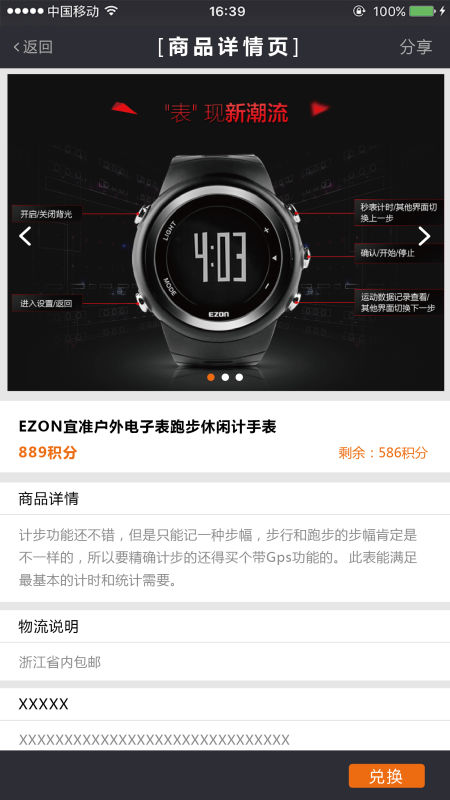 中国移动 16:39 100%
返回 [商品详情页] 分享
"表"现新潮流
开启/关闭背光
秒表计时/其他界面切
换上一步
LIGHT
4:03
确认/开始/停止
进入设置/返回
MODE
EZON
运动数据记录查看/
其他界面切换下一步
EZON宜准户外电子表跑步休闲计手表
889积分 剩余：586积分
商品详情
计步功能还不错，但是只能记一种步幅，步行和跑步的步幅肯定是
不一样的，所以要精确计步的还得买个带Gps功能的。 此表能满足
最基本的计时和统计需要。
物流说明
浙江省内包邮
XXXXX
XXXXXXXXXXXXXXXXXXXXXXXXXXXXXX
兑换